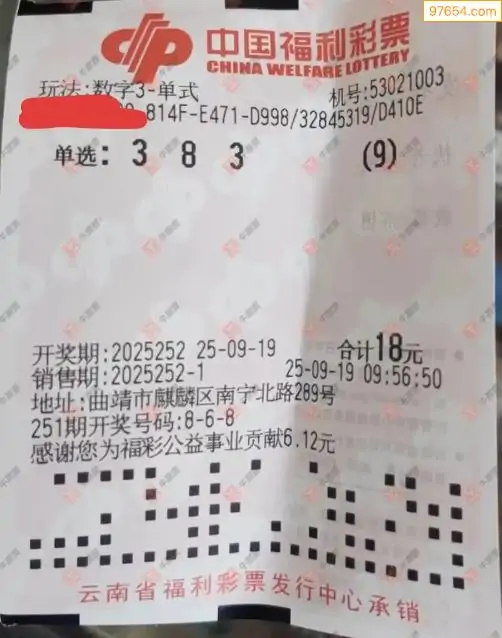 97654.com
中国福利彩票
CHINA WELFARE LOTTERY
玩法:数字3-单式 机号:53021003
814F-E471-D998/32845319/D410E
单选: 3 8 3 (9)
开奖期:2025252 25-09-19 合计18元
销售期:2025252-1 25-09-19 09:56:50
地址:曲靖市麒麟区南宁北路289号
251期开奖号码:8-6-8
感谢您为福彩公益事业贡献6.12元
云南省福利彩票发行中心承销